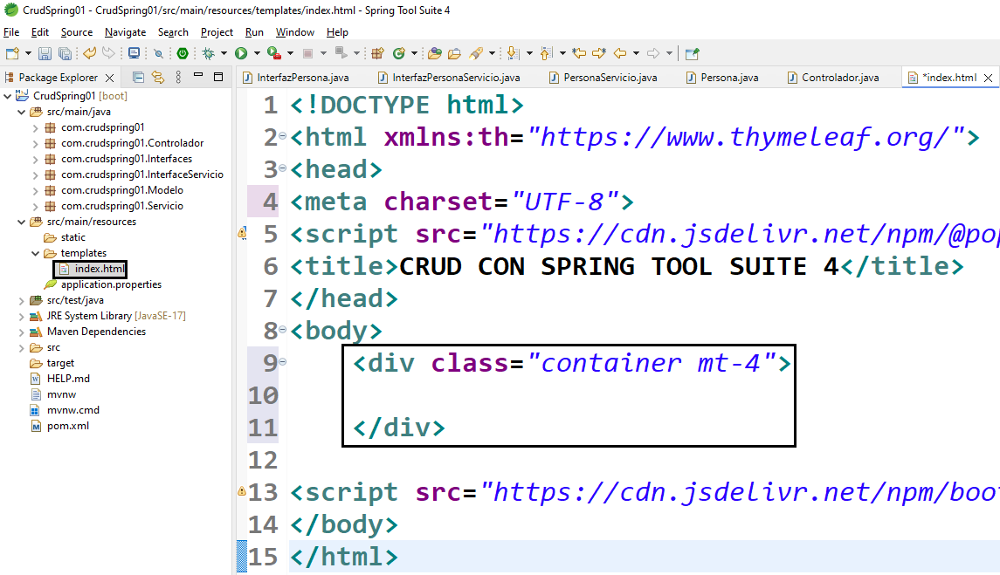 CrudSpring01 - CrudSpring01/src/main/resources/templates/index.html - Spring Tool Suite 4
File Edit Source Navigate Search Project Run Window Help
Package Explorer
InterfazPersona.java InterfazPersonaServicio.java PersonaServicio.java Persona.java Controlador.java *index.html
CrudSpring01 [boot]
src/main/java
com.crudspring01
com.crudspring01.Controlador
com.crudspring01.Interfaces
com.crudspring01.InterfaceServicio
com.crudspring01.Modelo
com.crudspring01.Servicio
src/main/resources
static
templates
index.html
application.properties
src/test/java
JRE System Library [JavaSE-17]
Maven Dependencies
src
target
HELP.md
mvnw
mvnw.cmd
pom.xml
1 <!DOCTYPE html>
2 <html xmlns:th="https://www.thymeleaf.org/">
3 <head>
4 <meta charset="UTF-8">
5 <script src="https://cdn.jsdelivr.net/npm/@pop
6 <title>CRUD CON SPRING TOOL SUITE 4</title>
7 </head>
8 <body>
9 <div class="container mt-4">
10
11 </div>
12
13 <script src="https://cdn.jsdelivr.net/npm/boo
14 </body>
15 </html>